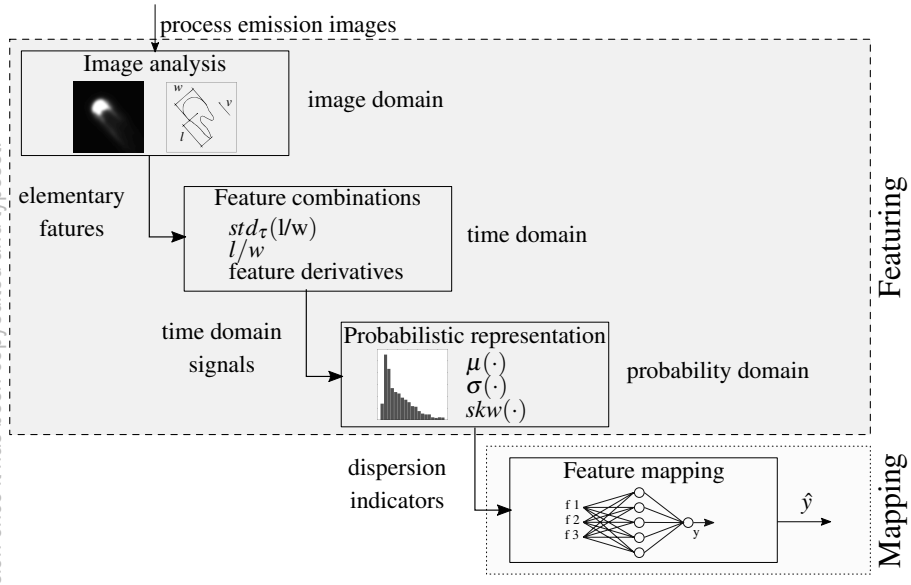 process emission images
Image analysis
w
v
l
image domain
elementary
fatures
Feature combinations
std_τ(l/w)
l/w
feature derivatives
time domain
Featuring
time domain
signals
Probabilistic representation
μ(·)
σ(·)
skw(·)
probability domain
dispersion
indicators
Feature mapping
f 1
f 2
f 3
y
ŷ
Mapping